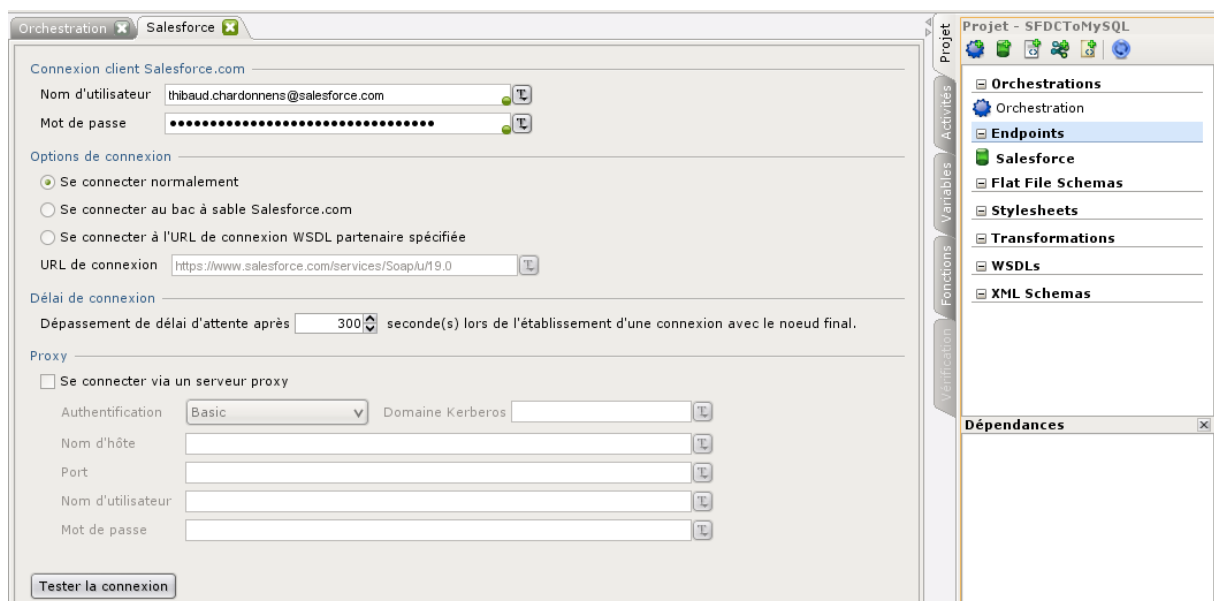 Orchestration
Salesforce
Connexion client Salesforce.com
Nom d'utilisateur thibaud.chardonnens@salesforce.com
Mot de passe ●●●●●●●●●●●●●●●●●●●●●●●●●●●●●●●●●
Options de connexion
Se connecter normalement
Se connecter au bac à sable Salesforce.com
Se connecter à l'URL de connexion WSDL partenaire spécifiée
URL de connexion https://www.salesforce.com/services/Soap/u/19.0
Délai de connexion
Dépassement de délai d'attente après 300 seconde(s) lors de l'établissement d'une connexion avec le noeud final.
Proxy
Se connecter via un serveur proxy
Authentification Basic Domaine Kerberos
Nom d'hôte
Port
Nom d'utilisateur
Mot de passe
Tester la connexion
Projet
Activités
Variables
Fonctions
Vérification
Projet - SFDCToMySQL
Orchestrations
Orchestration
Endpoints
Salesforce
Flat File Schemas
Stylesheets
Transformations
WSDLs
XML Schemas
Dépendances